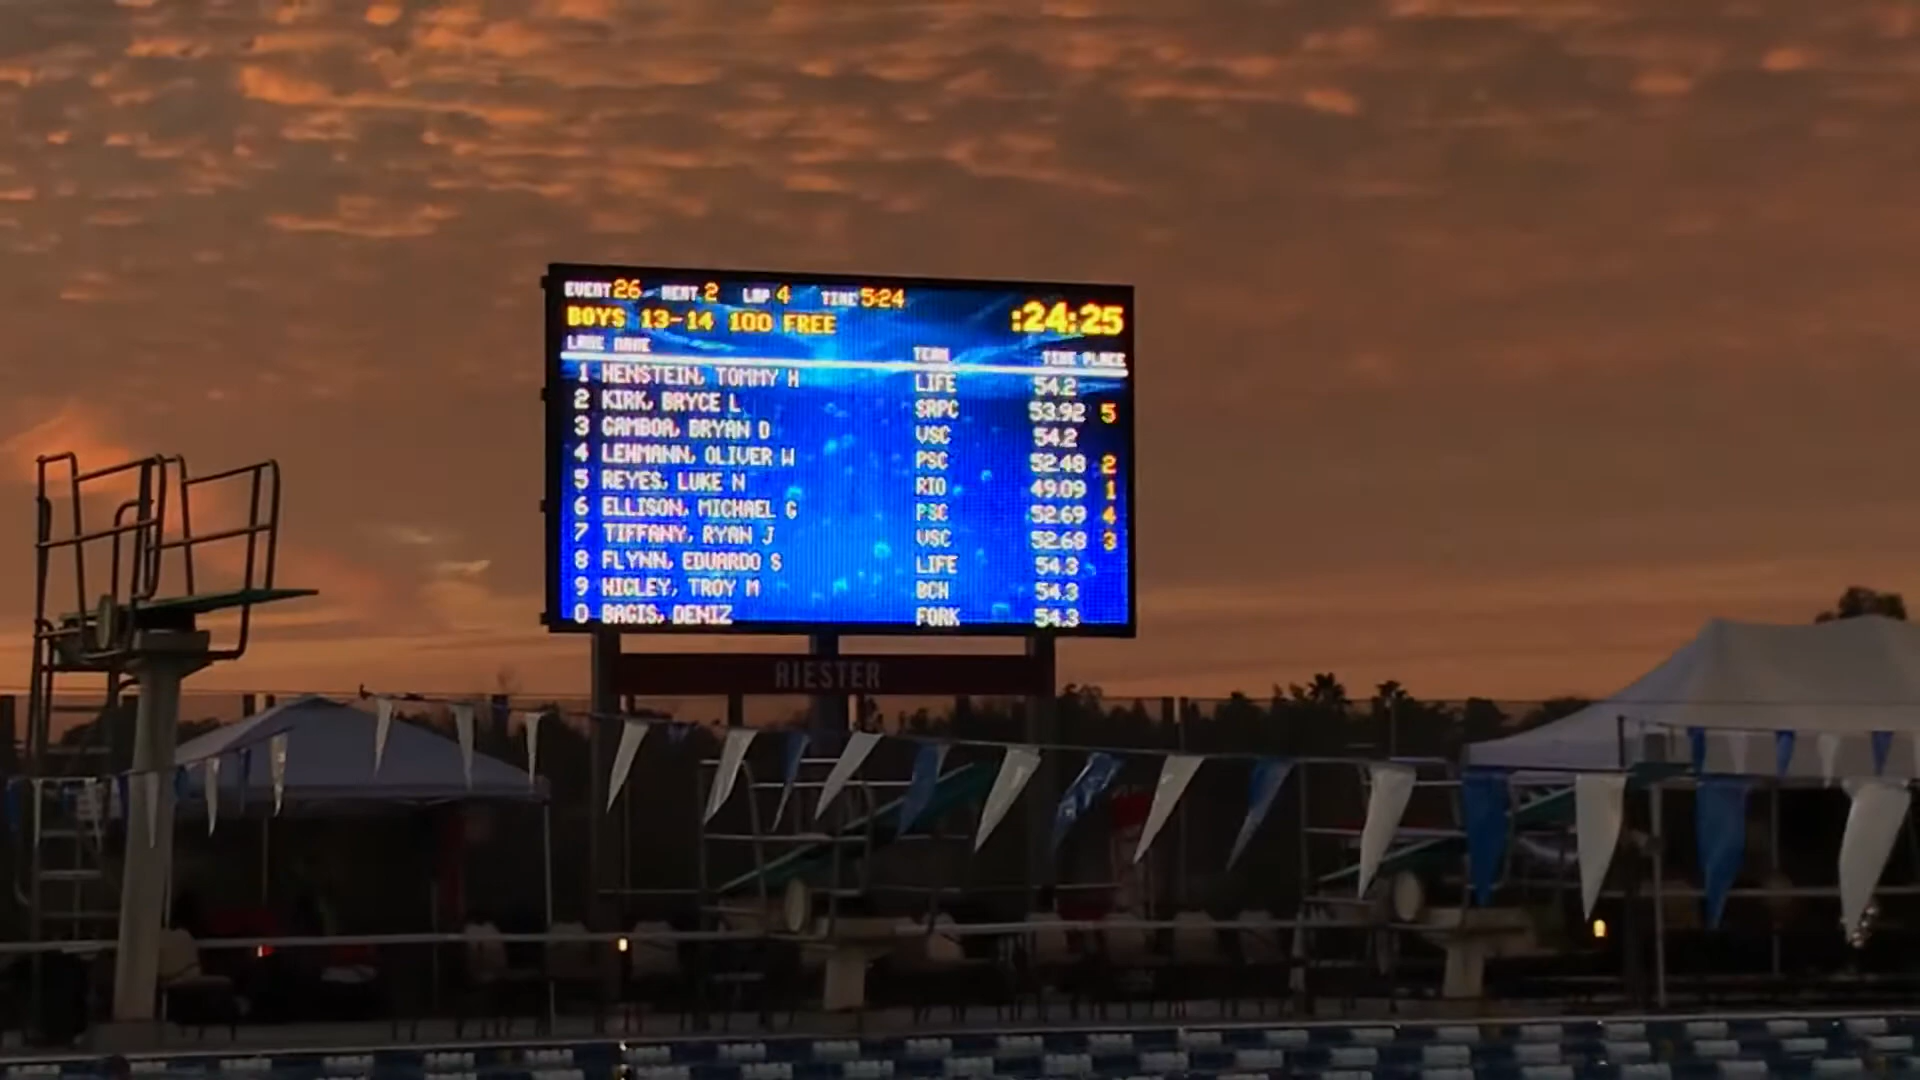 EVENT 26 HEAT 2 LAP 4 TIME 5:24
BOYS 13-14 100 FREE :24:25
LANE NAME TEAM TIME PLACE
1 HENSTEIN, TOMMY H LIFE 54.2
2 KIRK, BRYCE L SRPC 53.92 5
3 GAMBOA, BRYAN D VSC 54.2
4 LEHMANN, OLIVER W PSC 52.48 2
5 REYES, LUKE N RIO 49.09 1
6 ELLISON, MICHAEL G PSC 52.69 4
7 TIFFANY, RYAN J VSC 52.68 3
8 FLYNN, EDUARDO S LIFE 54.3
9 HIGLEY, TROY M BCH 54.3
0 BAGIS, DENIZ FORK 54.3
RIESTER